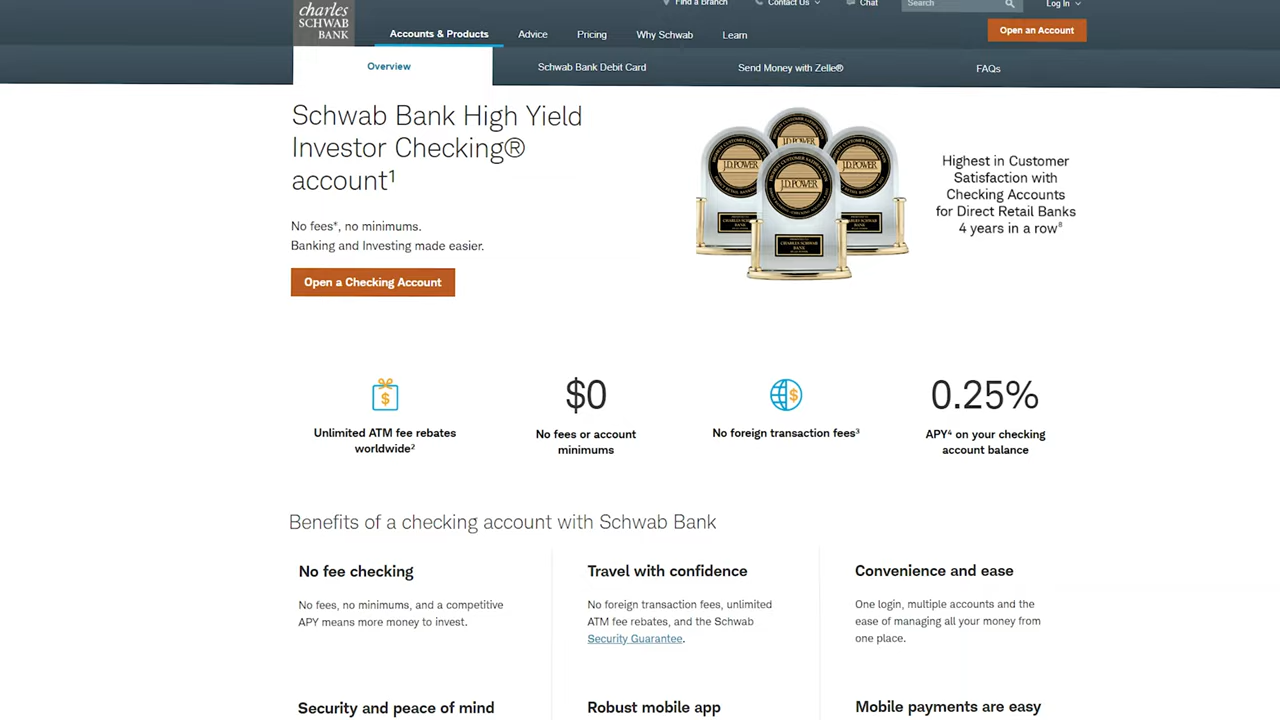 Find a Branch
Contact Us
Chat
Search
Log In
charles
SCHWAB
BANK
Accounts & Products
Advice
Pricing
Why Schwab
Learn
Open an Account
Overview
Schwab Bank Debit Card
Send Money with Zelle®
FAQs
Schwab Bank High Yield
Investor Checking®
account¹
No fees*, no minimums.
Banking and Investing made easier.
Open a Checking Account
J.D. POWER
J.D. POWER
J.D. POWER
J.D. POWER
CHARLES SCHWAB
BANK
Highest in Customer
Satisfaction with
Checking Accounts
for Direct Retail Banks
4 years in a row⁸
Unlimited ATM fee rebates
worldwide²
$0
No fees or account
minimums
No foreign transaction fees³
0.25%
APY⁴ on your checking
account balance
Benefits of a checking account with Schwab Bank
No fee checking
No fees, no minimums, and a competitive
APY means more money to invest.
Travel with confidence
No foreign transaction fees, unlimited
ATM fee rebates, and the Schwab
Security Guarantee.
Convenience and ease
One login, multiple accounts and the
ease of managing all your money from
one place.
Security and peace of mind
Robust mobile app
Mobile payments are easy